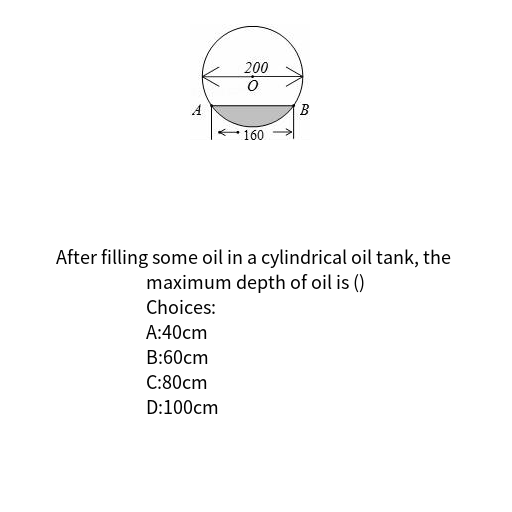 200
O
A
B
160
After filling some oil in a cylindrical oil tank, the
maximum depth of oil is ()
Choices:
A:40cm
B:60cm
C:80cm
D:100cm